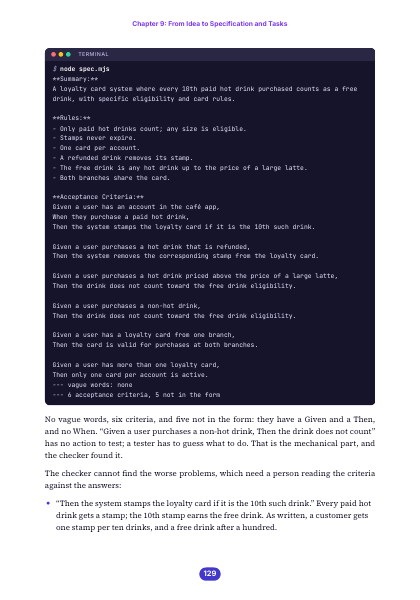 Chapter 9: From Idea to Specification and Tasks
TERMINAL
$ node spec.mjs
**Summary:**
A loyalty card system where every 10th paid hot drink purchased counts as a free
drink, with specific eligibility and card rules.
**Rules:**
- Only paid hot drinks count; any size is eligible.
- Stamps never expire.
- One card per account.
- A refunded drink removes its stamp.
- The free drink is any hot drink up to the price of a large latte.
- Both branches share the card.
**Acceptance Criteria:**
Given a user has an account in the café app,
When they purchase a paid hot drink,
Then the system stamps the loyalty card if it is the 10th such drink.
Given a user purchases a hot drink that is refunded,
Then the system removes the corresponding stamp from the loyalty card.
Given a user purchases a hot drink priced above the price of a large latte,
Then the drink does not count toward the free drink eligibility.
Given a user purchases a non-hot drink,
Then the drink does not count toward the free drink eligibility.
Given a user has a loyalty card from one branch,
Then the card is valid for purchases at both branches.
Given a user has more than one loyalty card,
Then only one card per account is active.
--- vague words: none
--- 6 acceptance criteria, 5 not in the form
No vague words, six criteria, and five not in the form: they have a Given and a Then,
and no When. “Given a user purchases a non-hot drink, Then the drink does not count”
has no action to test; a tester has to guess what to do. That is the mechanical part, and
the checker found it.
The checker cannot find the worse problems, which need a person reading the criteria
against the answers:
• “Then the system stamps the loyalty card if it is the 10th such drink.” Every paid hot
drink gets a stamp; the 10th stamp earns the free drink. As written, a customer gets
one stamp per ten drinks, and a free drink after a hundred.
129